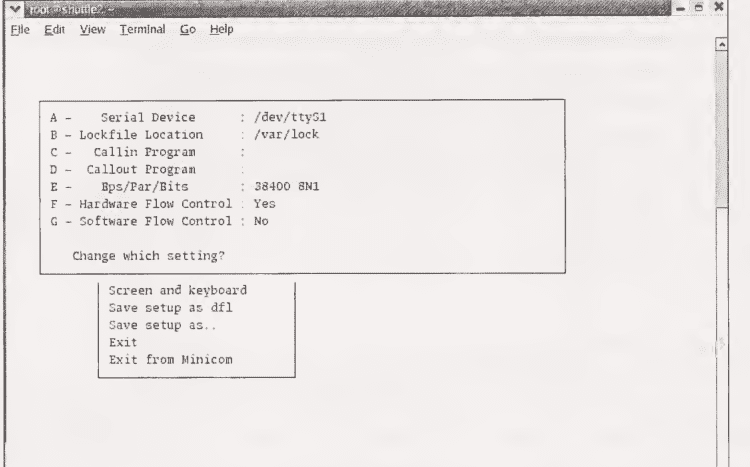 root@shuttle2:~
File Edit View Terminal Go Help
A - Serial Device : /dev/ttyS1
B - Lockfile Location : /var/lock
C - Callin Program :
D - Callout Program :
E - Bps/Par/Bits : 38400 8N1
F - Hardware Flow Control : Yes
G - Software Flow Control : No
Change which setting?
Screen and keyboard
Save setup as dfl
Save setup as..
Exit
Exit from Minicom